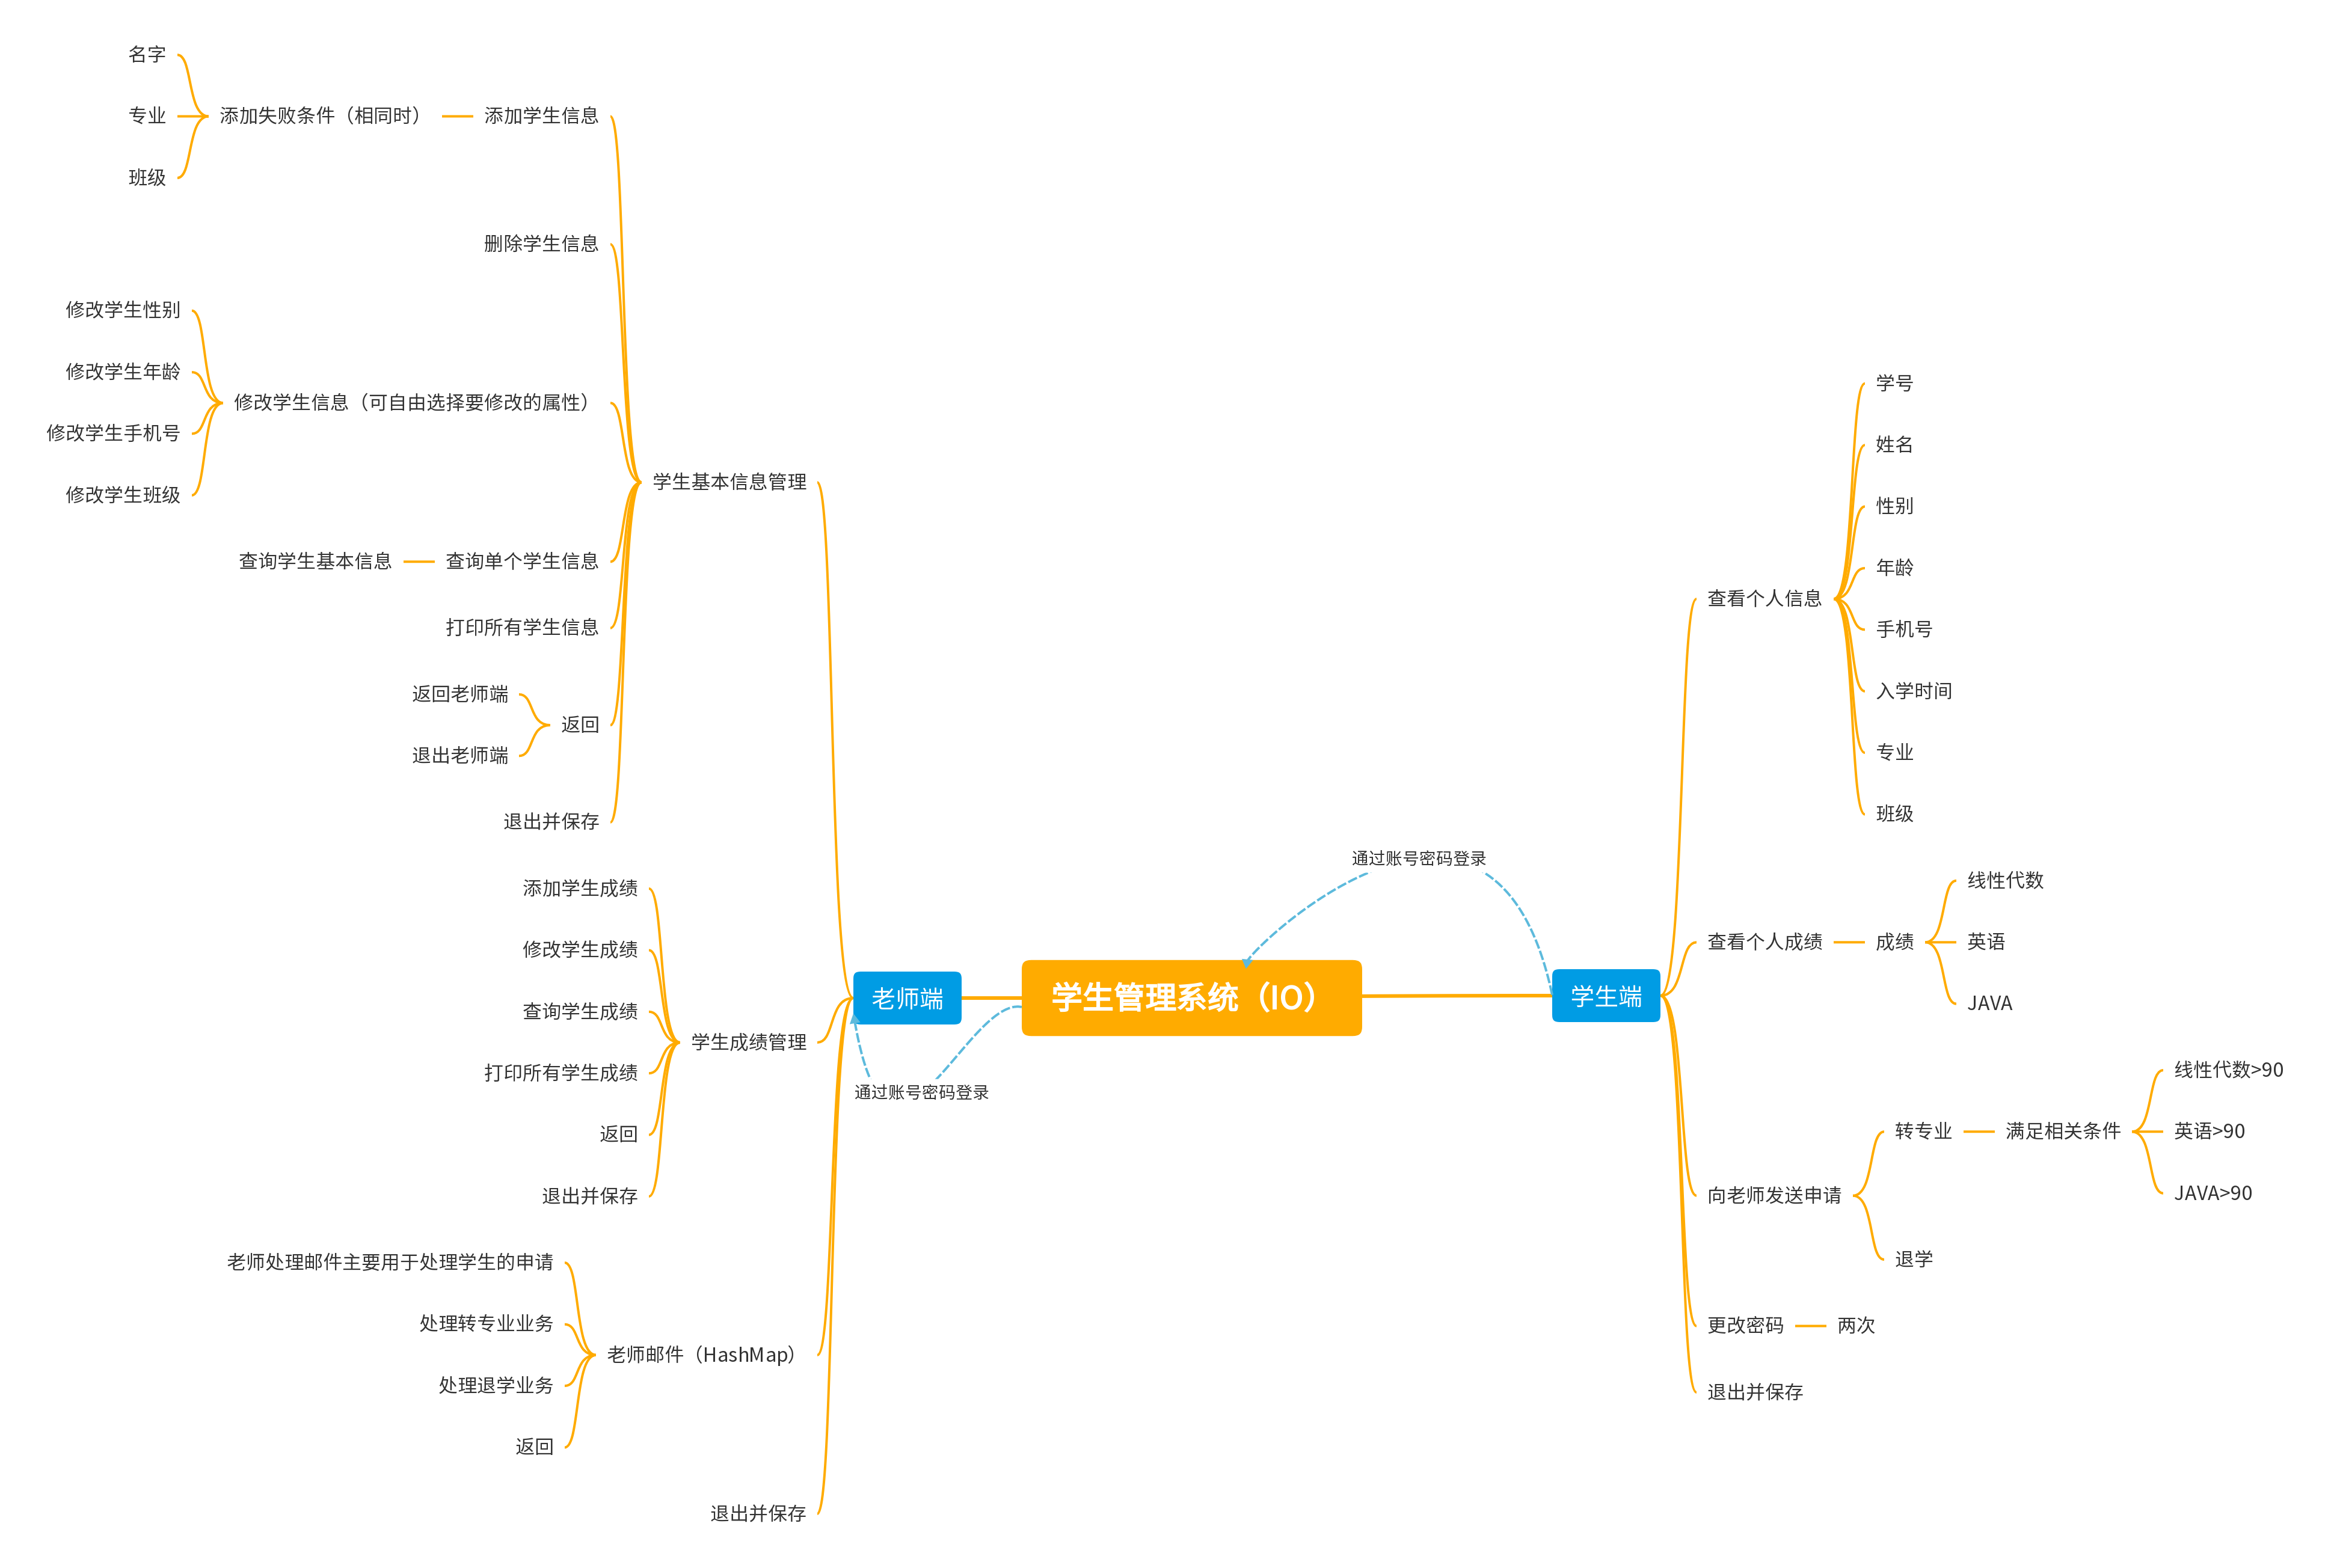 学生管理系统（IO）
学生端
查看个人信息
学号
姓名
性别
年龄
手机号
入学时间
专业
班级
查看个人成绩
成绩
线性代数
英语
JAVA
向老师发送申请
转专业
满足相关条件
线性代数>90
英语>90
JAVA>90
退学
更改密码
两次
退出并保存
通过账号密码登录
老师端
学生基本信息管理
添加学生信息
添加失败条件（相同时）
名字
专业
班级
删除学生信息
修改学生信息（可自由选择要修改的属性）
修改学生性别
修改学生年龄
修改学生手机号
修改学生班级
查询单个学生信息
查询学生基本信息
打印所有学生信息
返回
返回老师端
退出老师端
退出并保存
学生成绩管理
添加学生成绩
修改学生成绩
查询学生成绩
打印所有学生成绩
返回
退出并保存
老师邮件（HashMap）
老师处理邮件主要用于处理学生的申请
处理转专业业务
处理退学业务
返回
退出并保存
通过账号密码登录